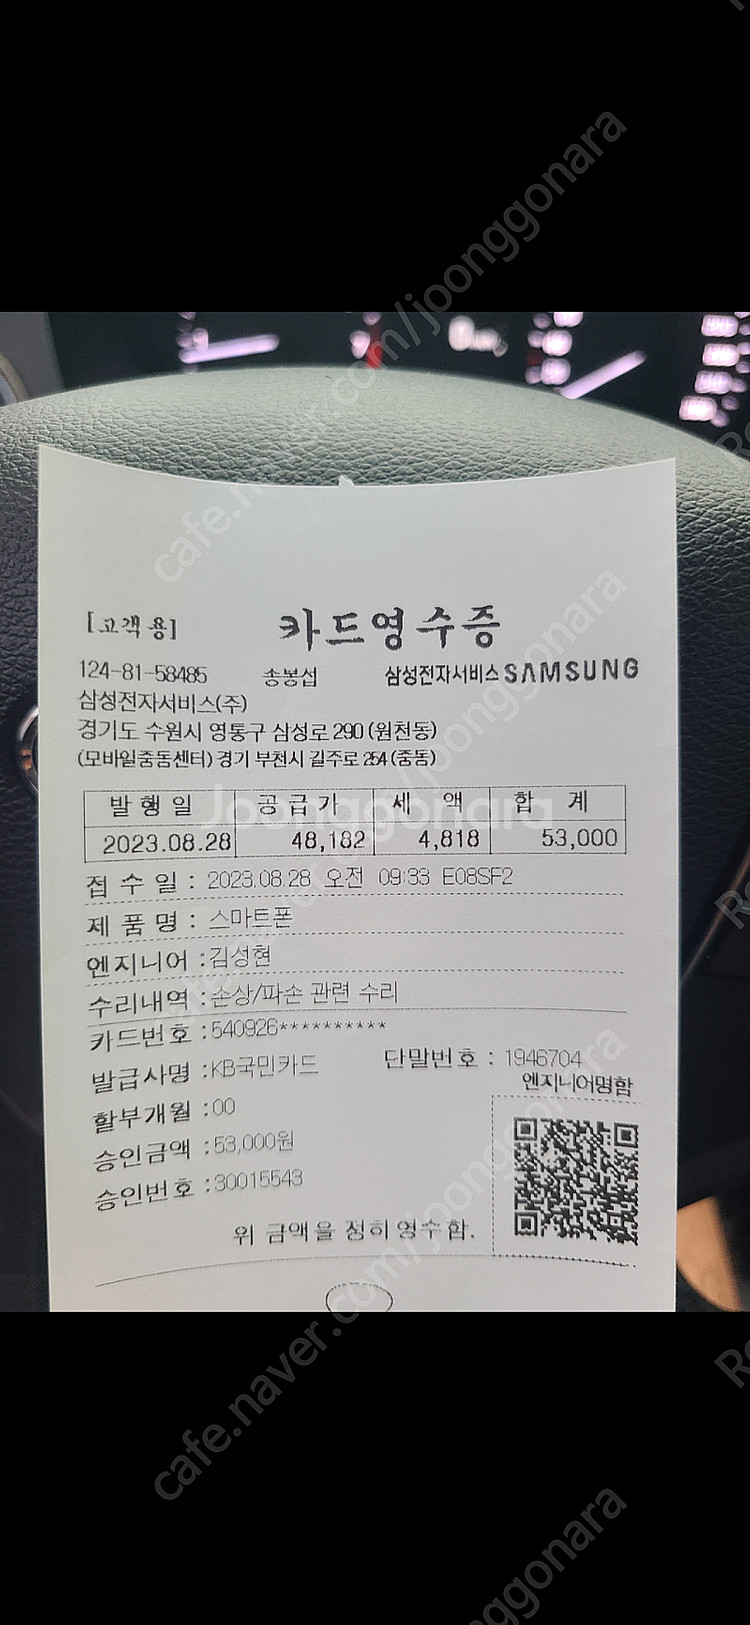 [고객용] 카드영수증
124-81-58485 송봉섭 삼성전자서비스 SAMSUNG
삼성전자서비스(주)
경기도 수원시 영통구 삼성로 290 (원천동)
(모바일중동센터) 경기 부천시 길주로 254 (중동)
발행일 공급가 세 액 합 계
2023.08.28 48,182 4,818 53,000
접 수 일 : 2023.08.28 오전 09:33 E08SF2
제 품 명 : 스마트폰
엔지니어 : 김성현
수리내역 : 손상/파손 관련 수리
카드번호 : 540926**********
발급사명 : KB국민카드 단말번호 : 1946704
엔지니어명함
할부개월 : 00
승인금액 : 53,000원
승인번호 : 30015543
위 금액을 정히 영수함.
cafe.naver.com/joonggonara
Joonggonara
cafe.naver.com/joonggonara
cafe.naver.com/joonggonara
joonggonara